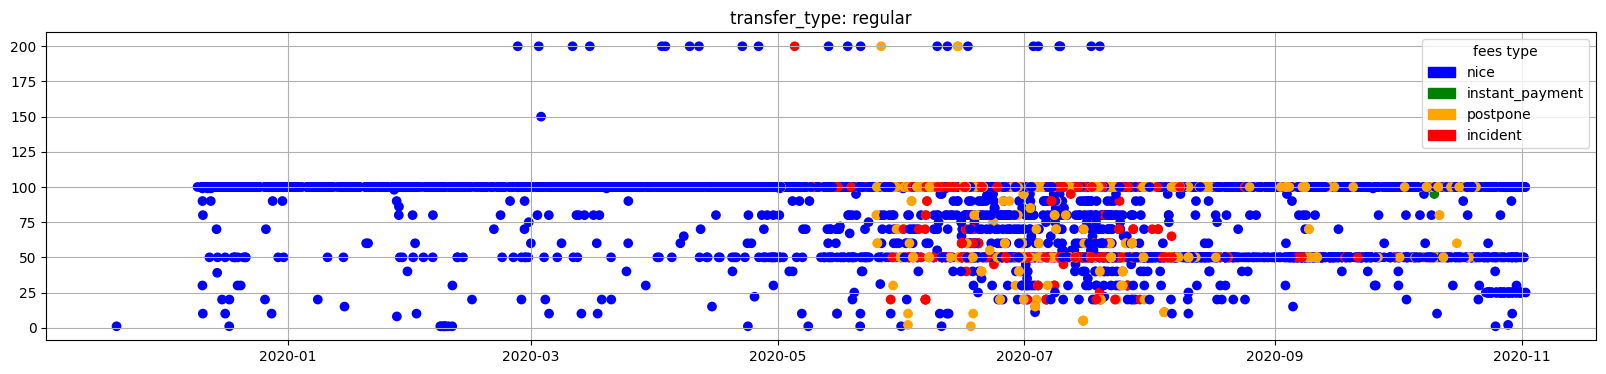 transfer_type: regular
200
175
150
125
100
75
50
25
0
2020-01
2020-03
2020-05
2020-07
2020-09
2020-11
fees type
nice
instant_payment
postpone
incident